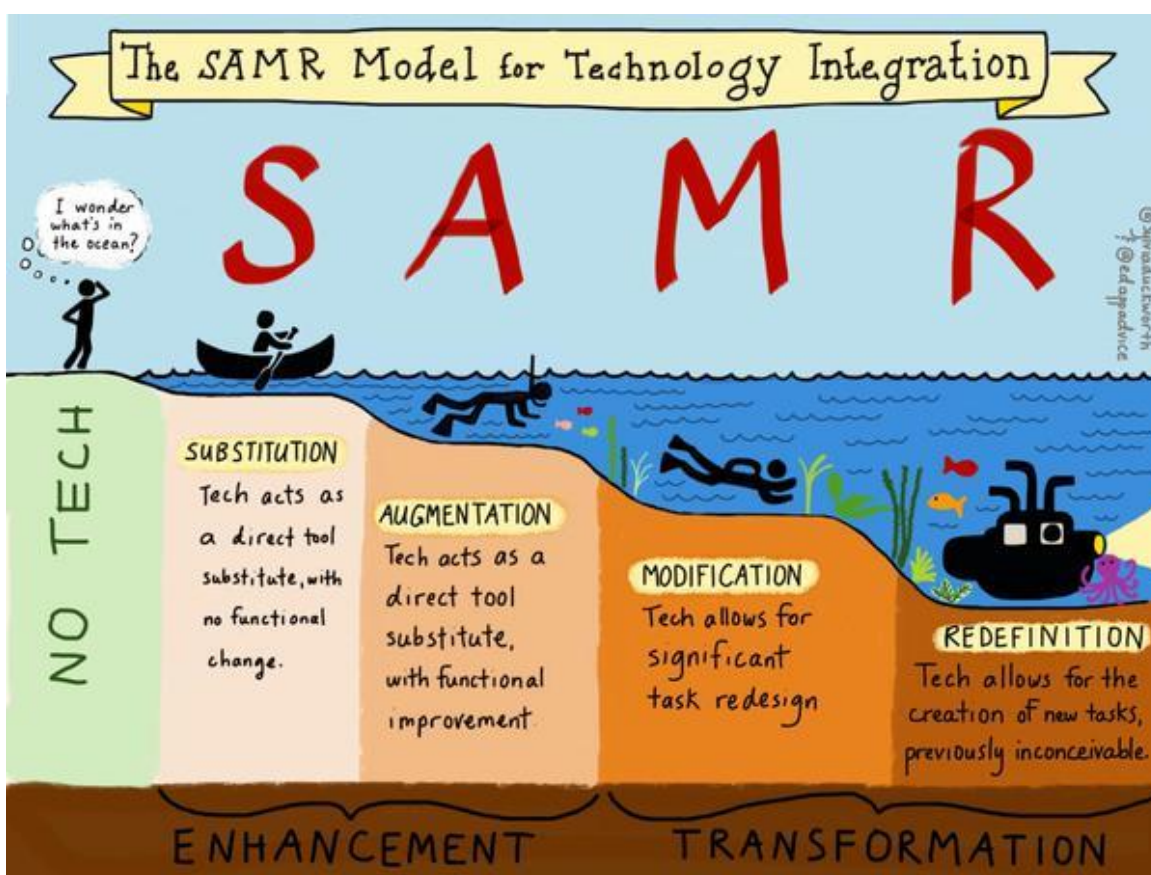 The SAMR Model for Technology Integration
S A M R
I wonder
what's in
the ocean?
©sylviaduckworth
& @edappadvice
NO TECH
SUBSTITUTION
Tech acts as
a direct tool
substitute, with
no functional
change.
AUGMENTATION
Tech acts as a
direct tool
substitute,
with functional
improvement
MODIFICATION
Tech allows for
significant
task redesign
REDEFINITION
Tech allows for the
creation of new tasks,
previously inconceivable.
ENHANCEMENT
TRANSFORMATION